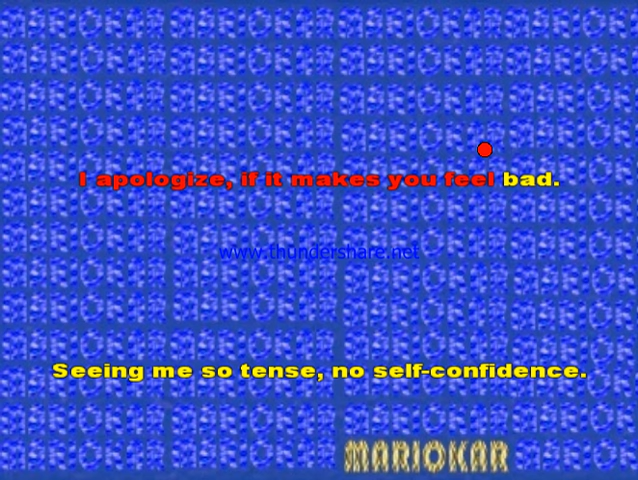 I apologize, if it makes you feel bad.
www.thundershare.net
Seeing me so tense, no self-confidence.
MARIOKAR